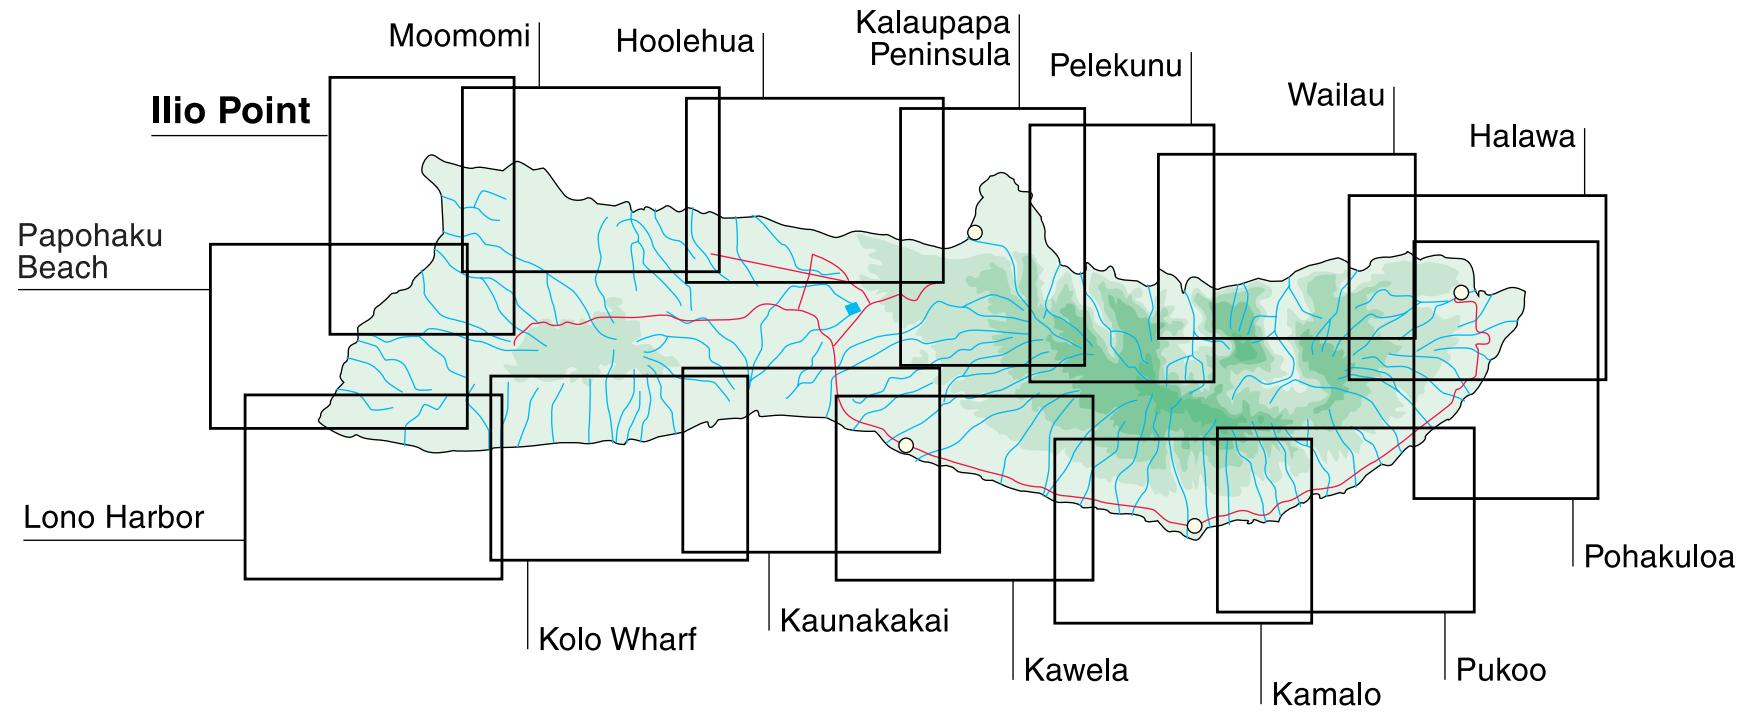 Moomomi
Hoolehua
Kalaupapa
Peninsula
Pelekunu
Wailau
Halawa
Ilio Point
Papohaku
Beach
Lono Harbor
Kolo Wharf
Kaunakakai
Kawela
Kamalo
Pukoo
Pohakuloa